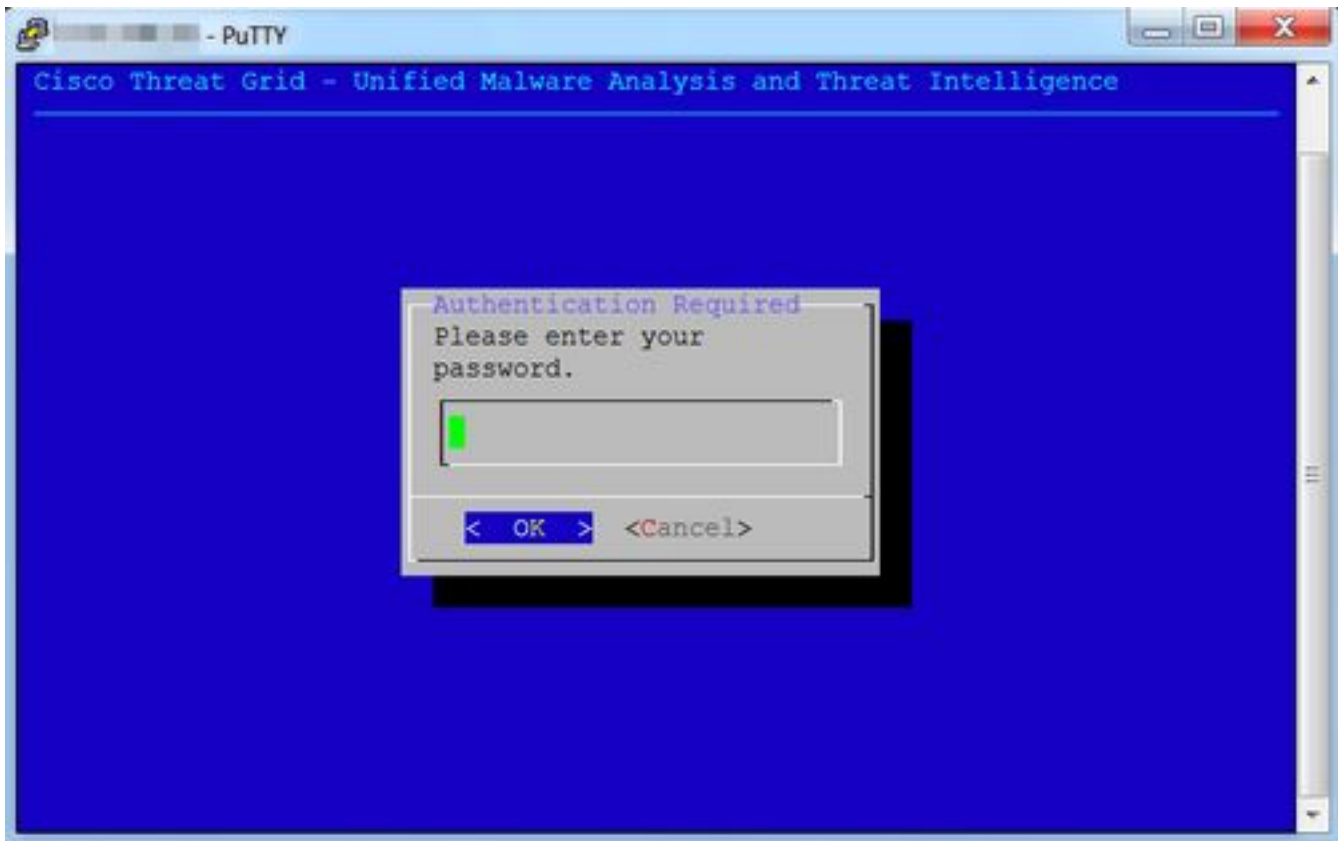 - PuTTY
Cisco Threat Grid - Unified Malware Analysis and Threat Intelligence
Authentication Required
Please enter your
password.
< OK > <Cancel>